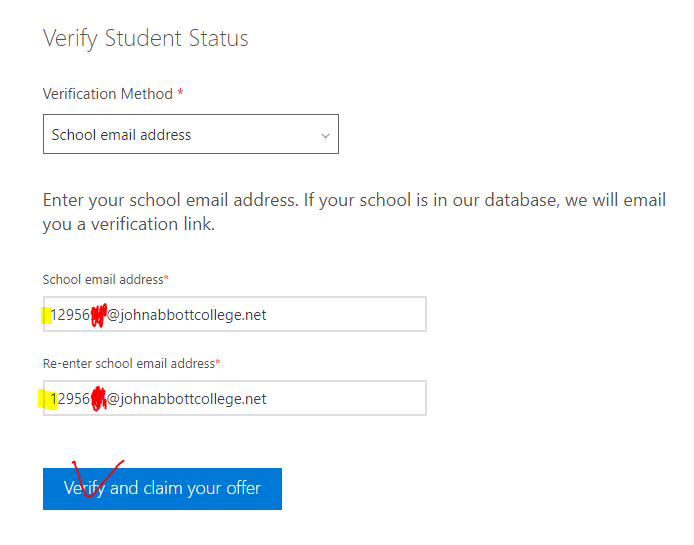 Verify Student Status
Verification Method *
School email address
Enter your school email address. If your school is in our database, we will email
you a verification link.
School email address*
12956 @johnabbottcollege.net
Re-enter school email address*
12956 @johnabbottcollege.net
Verify and claim your offer